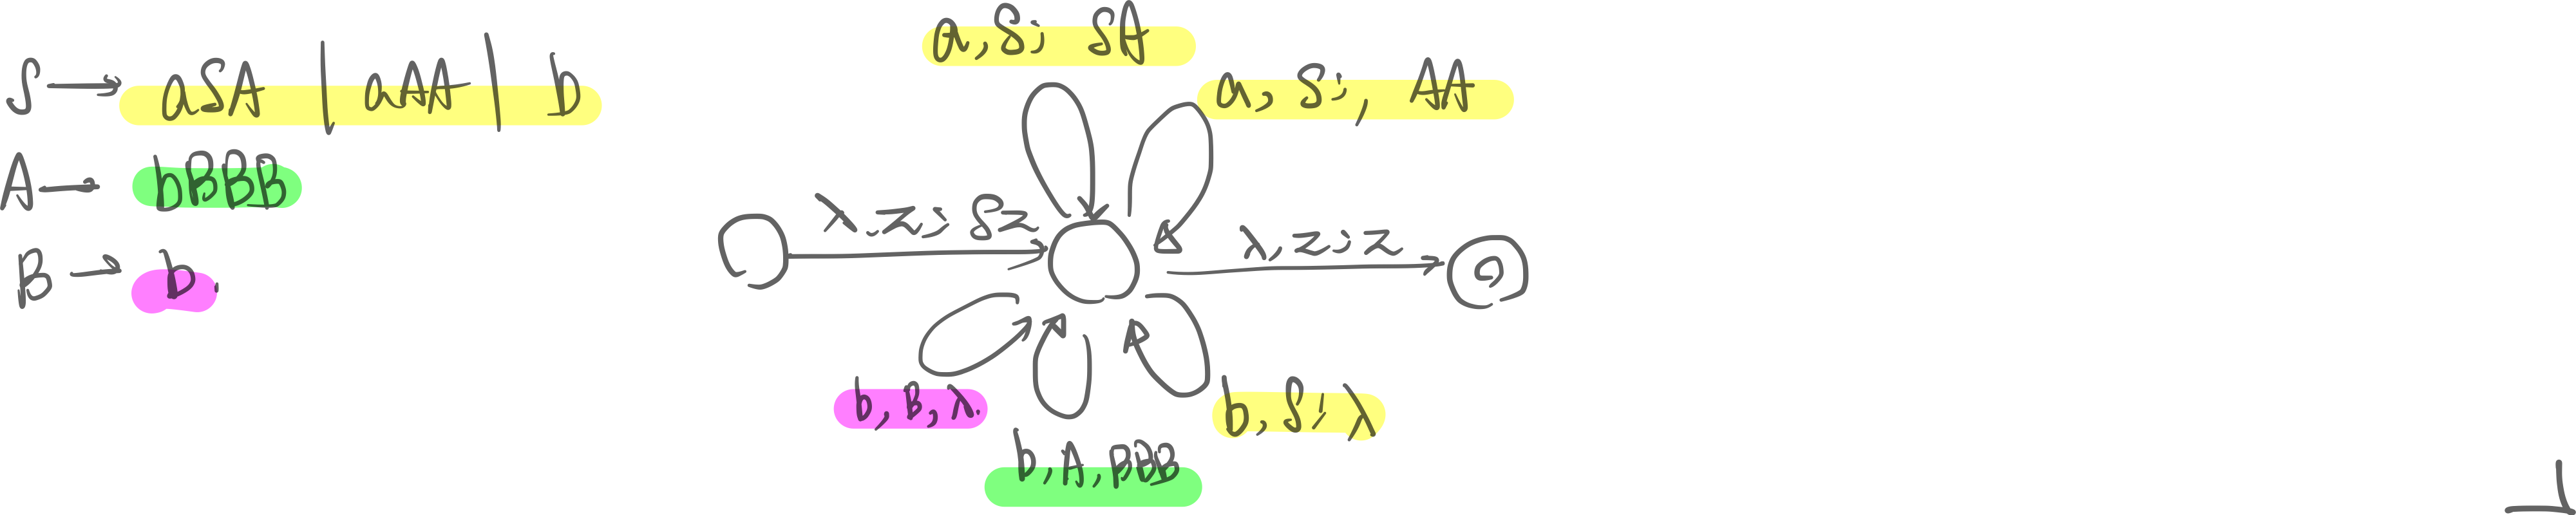 S → aSA | aAA | b
A → bBBB
B → b.
a, S; SA
a, S;, AA
λ, z; Sz
λ, z; z
b, B, λ.
b, A, BBB
b, S; λ